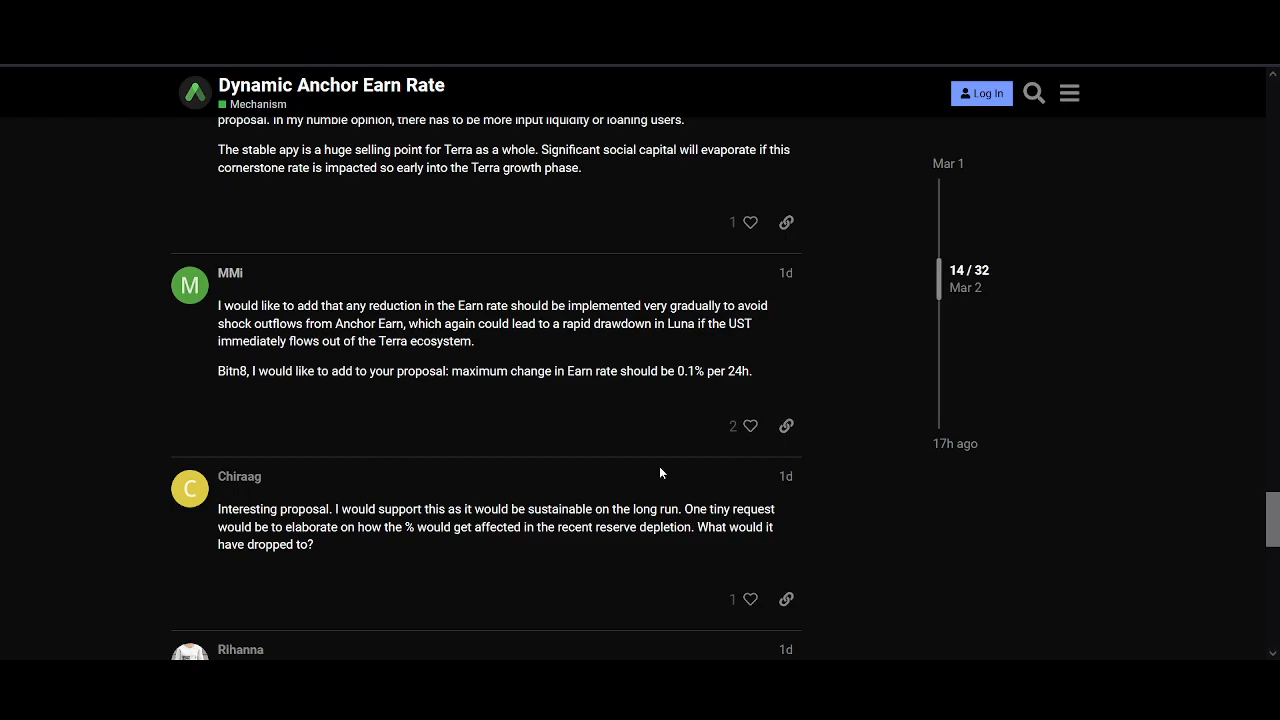 Dynamic Anchor Earn Rate
Mechanism
Log In
proposal. In my humble opinion, there has to be more input liquidity or loaning users.
The stable apy is a huge selling point for Terra as a whole. Significant social capital will evaporate if this
cornerstone rate is impacted so early into the Terra growth phase.
1
Mar 1
14 / 32
Mar 2
17h ago
M
MMi
1d
I would like to add that any reduction in the Earn rate should be implemented very gradually to avoid
shock outflows from Anchor Earn, which again could lead to a rapid drawdown in Luna if the UST
immediately flows out of the Terra ecosystem.
Bitn8, I would like to add to your proposal: maximum change in Earn rate should be 0.1% per 24h.
2
C
Chiraag
1d
Interesting proposal. I would support this as it would be sustainable on the long run. One tiny request
would be to elaborate on how the % would get affected in the recent reserve depletion. What would it
have dropped to?
1
Rihanna
1d